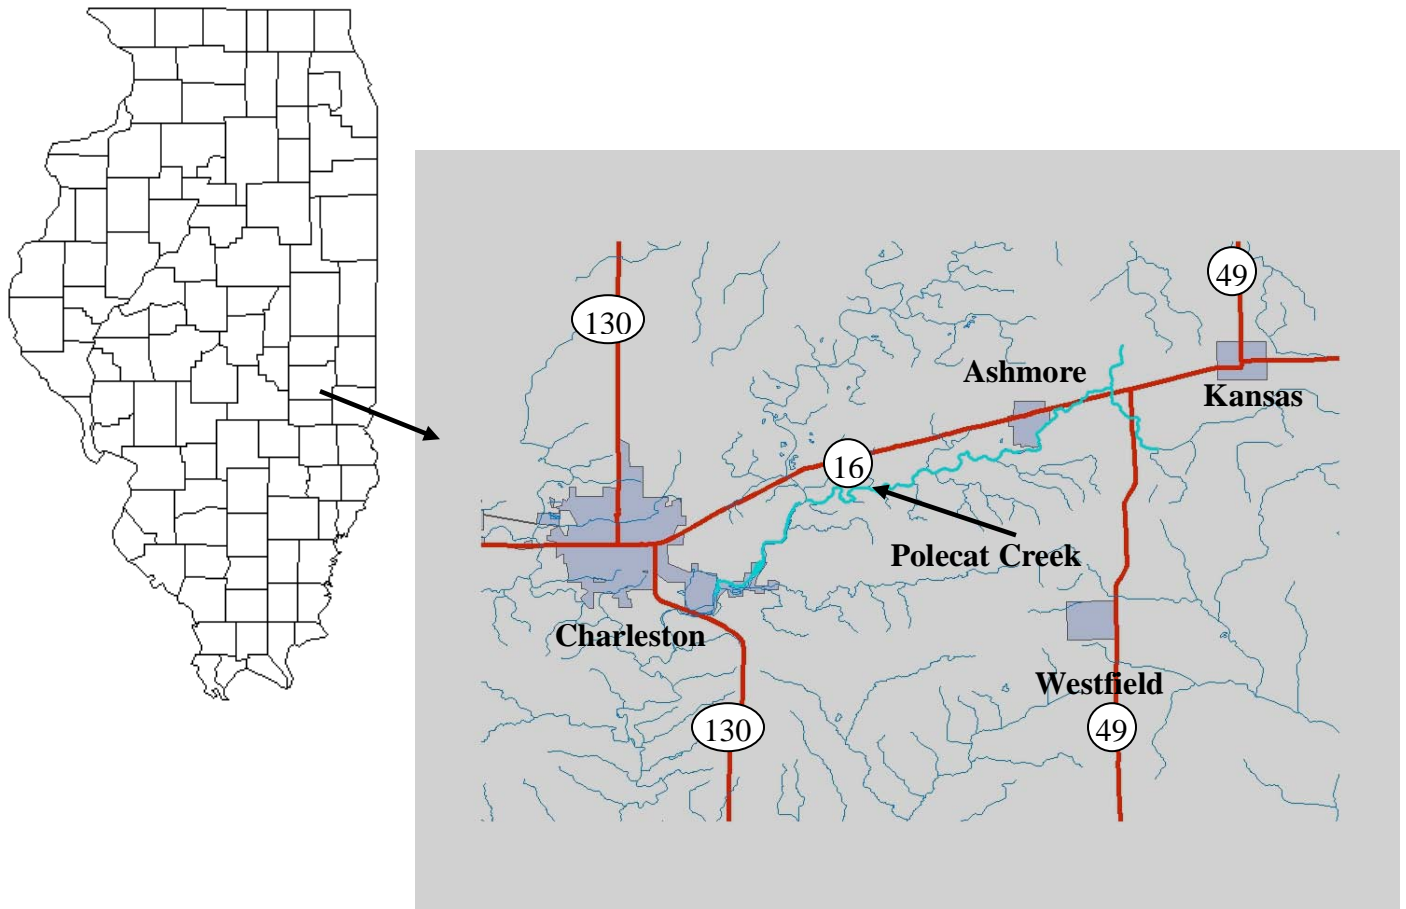 49
130
Ashmore
Kansas
16
Polecat Creek
Charleston
Westfield
130
49